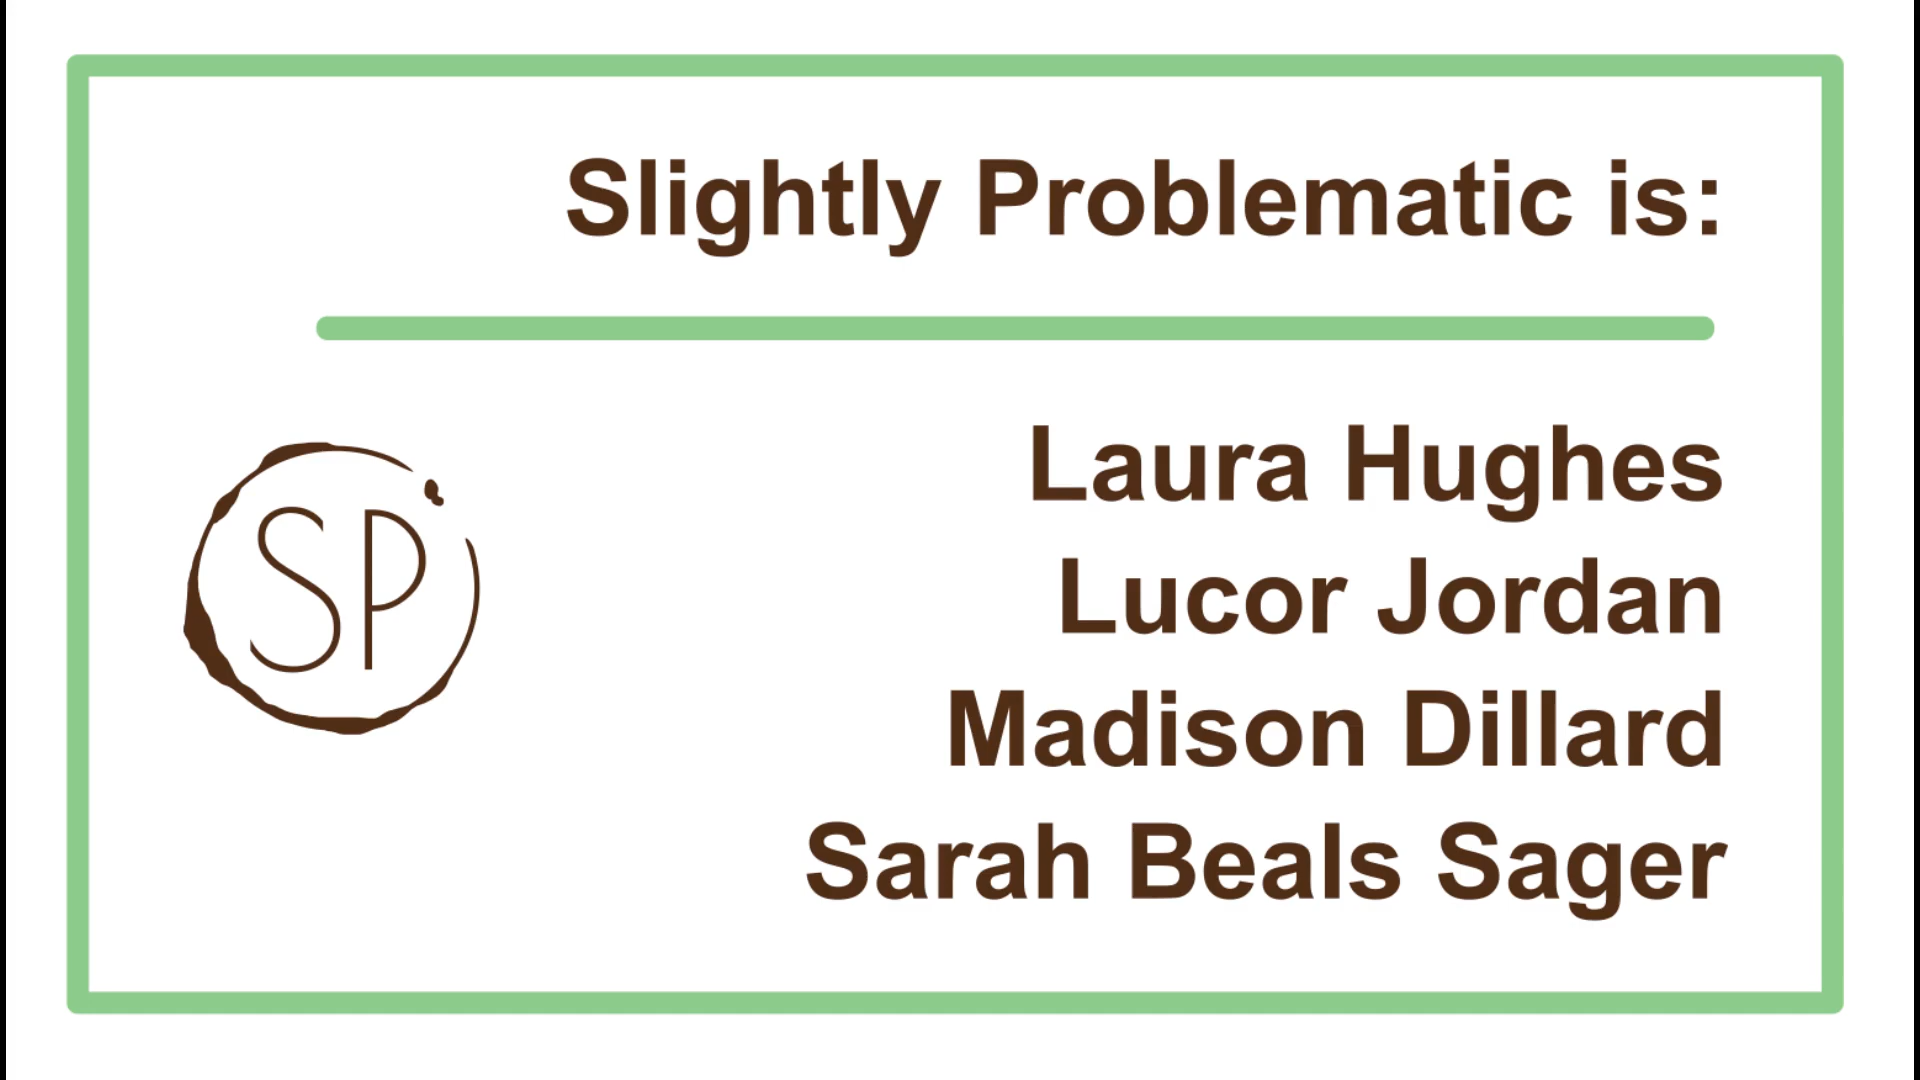 Slightly Problematic is:
SP
Laura Hughes
Lucor Jordan
Madison Dillard
Sarah Beals Sager